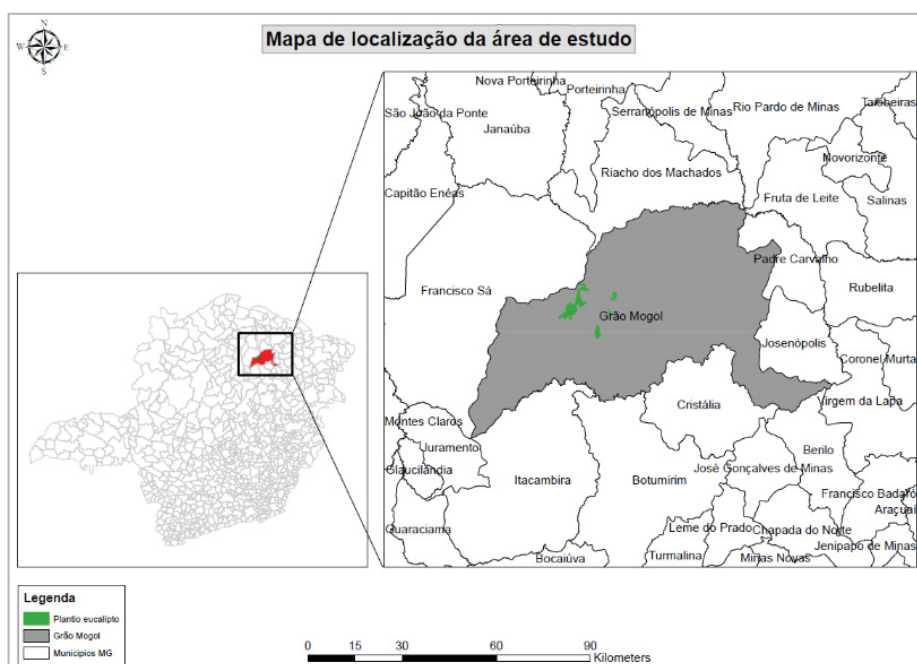 N
W E
S
Mapa de localização da área de estudo
Nova Porteirinha
Porteirinha
Serranópolis de Minas
Rio Pardo de Minas
Taiobeiras
São João da Ponte
Janaúba
Novorizonte
Riacho dos Machados
Capitão Enéas
Fruta de Leite
Salinas
Padre Carvalho
Francisco Sá
Rubelita
Grão Mogol
Josenópolis
Coronel Murta
Cristália
Virgem da Lapa
Montes Claros
Juramento
Berilo
Glaucilândia
José Gonçalves de Minas
Itacambira
Botumirim
Francisco Badaró
Araçuaí
Guaraciama
Leme do Prado
Chapada do Norte
Jenipapo de Minas
Bocaiúva
Turmalina
Minas Novas
Legenda
Plantio eucalipto
Grão Mogol
Municípios MG
0 15 30 60 90
Kilometers